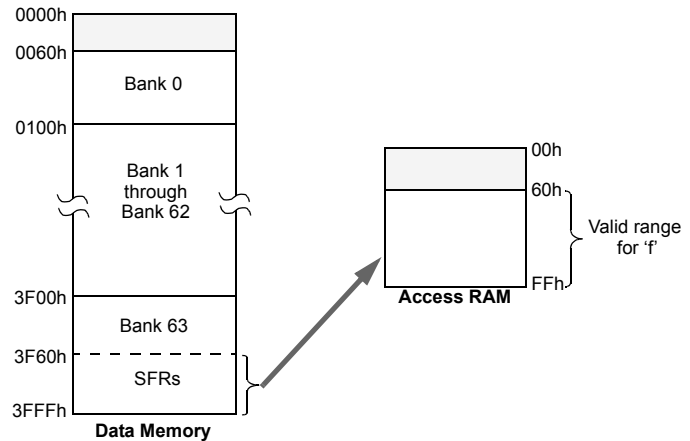 0000h
0060h
Bank 0
0100h
Bank 1
through
Bank 62
3F00h
Bank 63
3F60h
SFRs
3FFFh
Data Memory
00h
60h
Valid range
for ‘f’
FFh
Access RAM